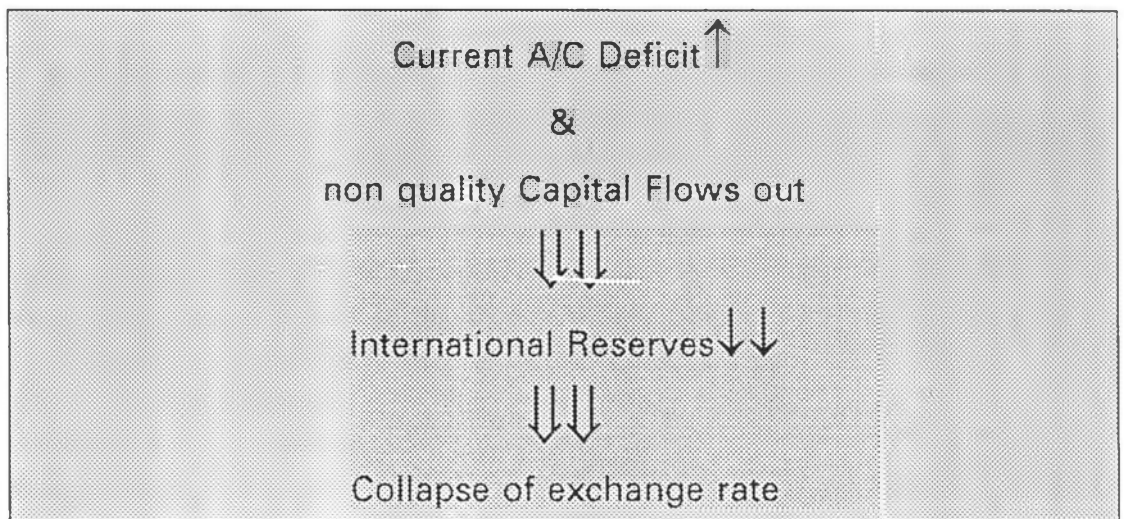 Current A/C Deficit↑
&
non quality Capital Flows out
⇓⇓
International Reserves↓↓
⇓⇓
Collapse of exchange rate